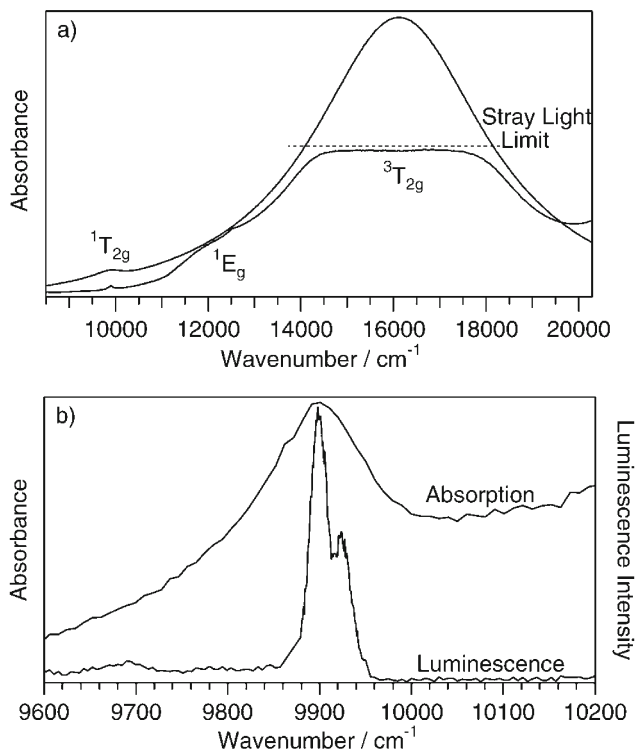 a)
Absorbance
Stray Light
Limit
³T₂g
¹T₂g
¹Eg
10000 12000 14000 16000 18000 20000
Wavenumber / cm⁻¹
b)
Absorbance
Luminescence Intensity
Absorption
Luminescence
9600 9700 9800 9900 10000 10100 10200
Wavenumber / cm⁻¹